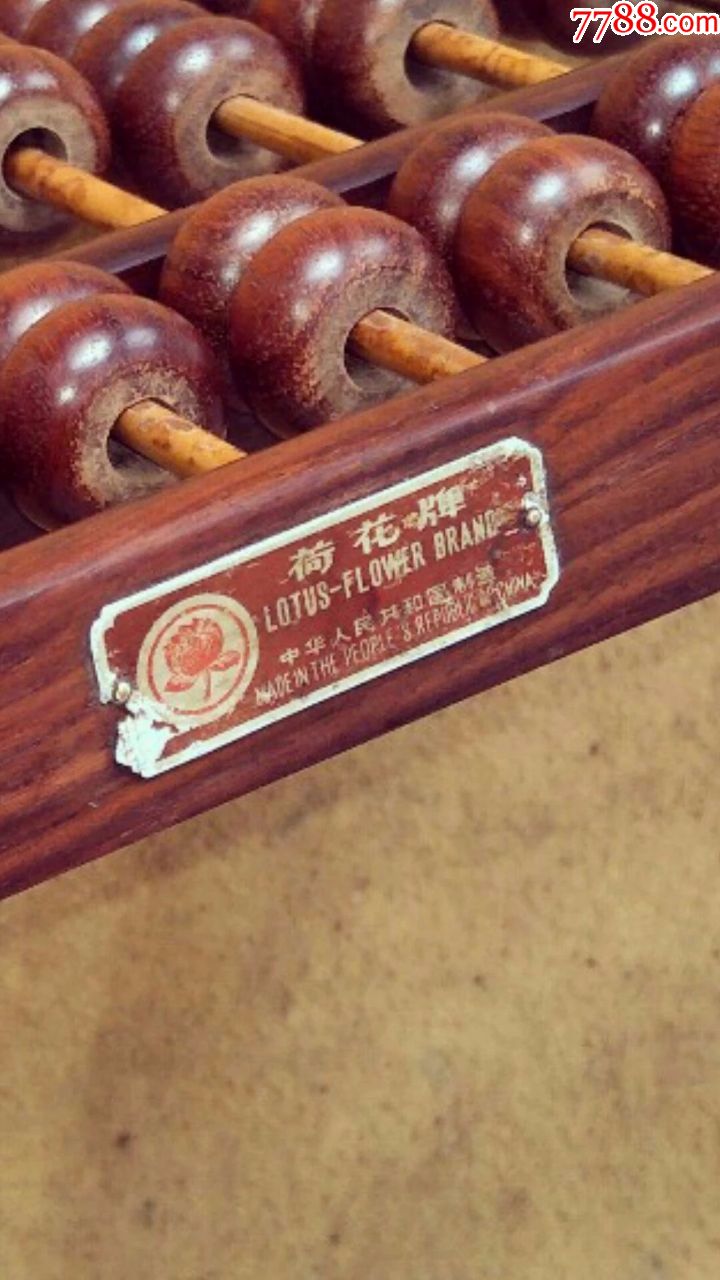 7788.com
荷花牌
LOTUS-FLOWER BRAND
中华人民共和国制造
MADE IN THE PEOPLE'S REPUBLIC OF CHINA